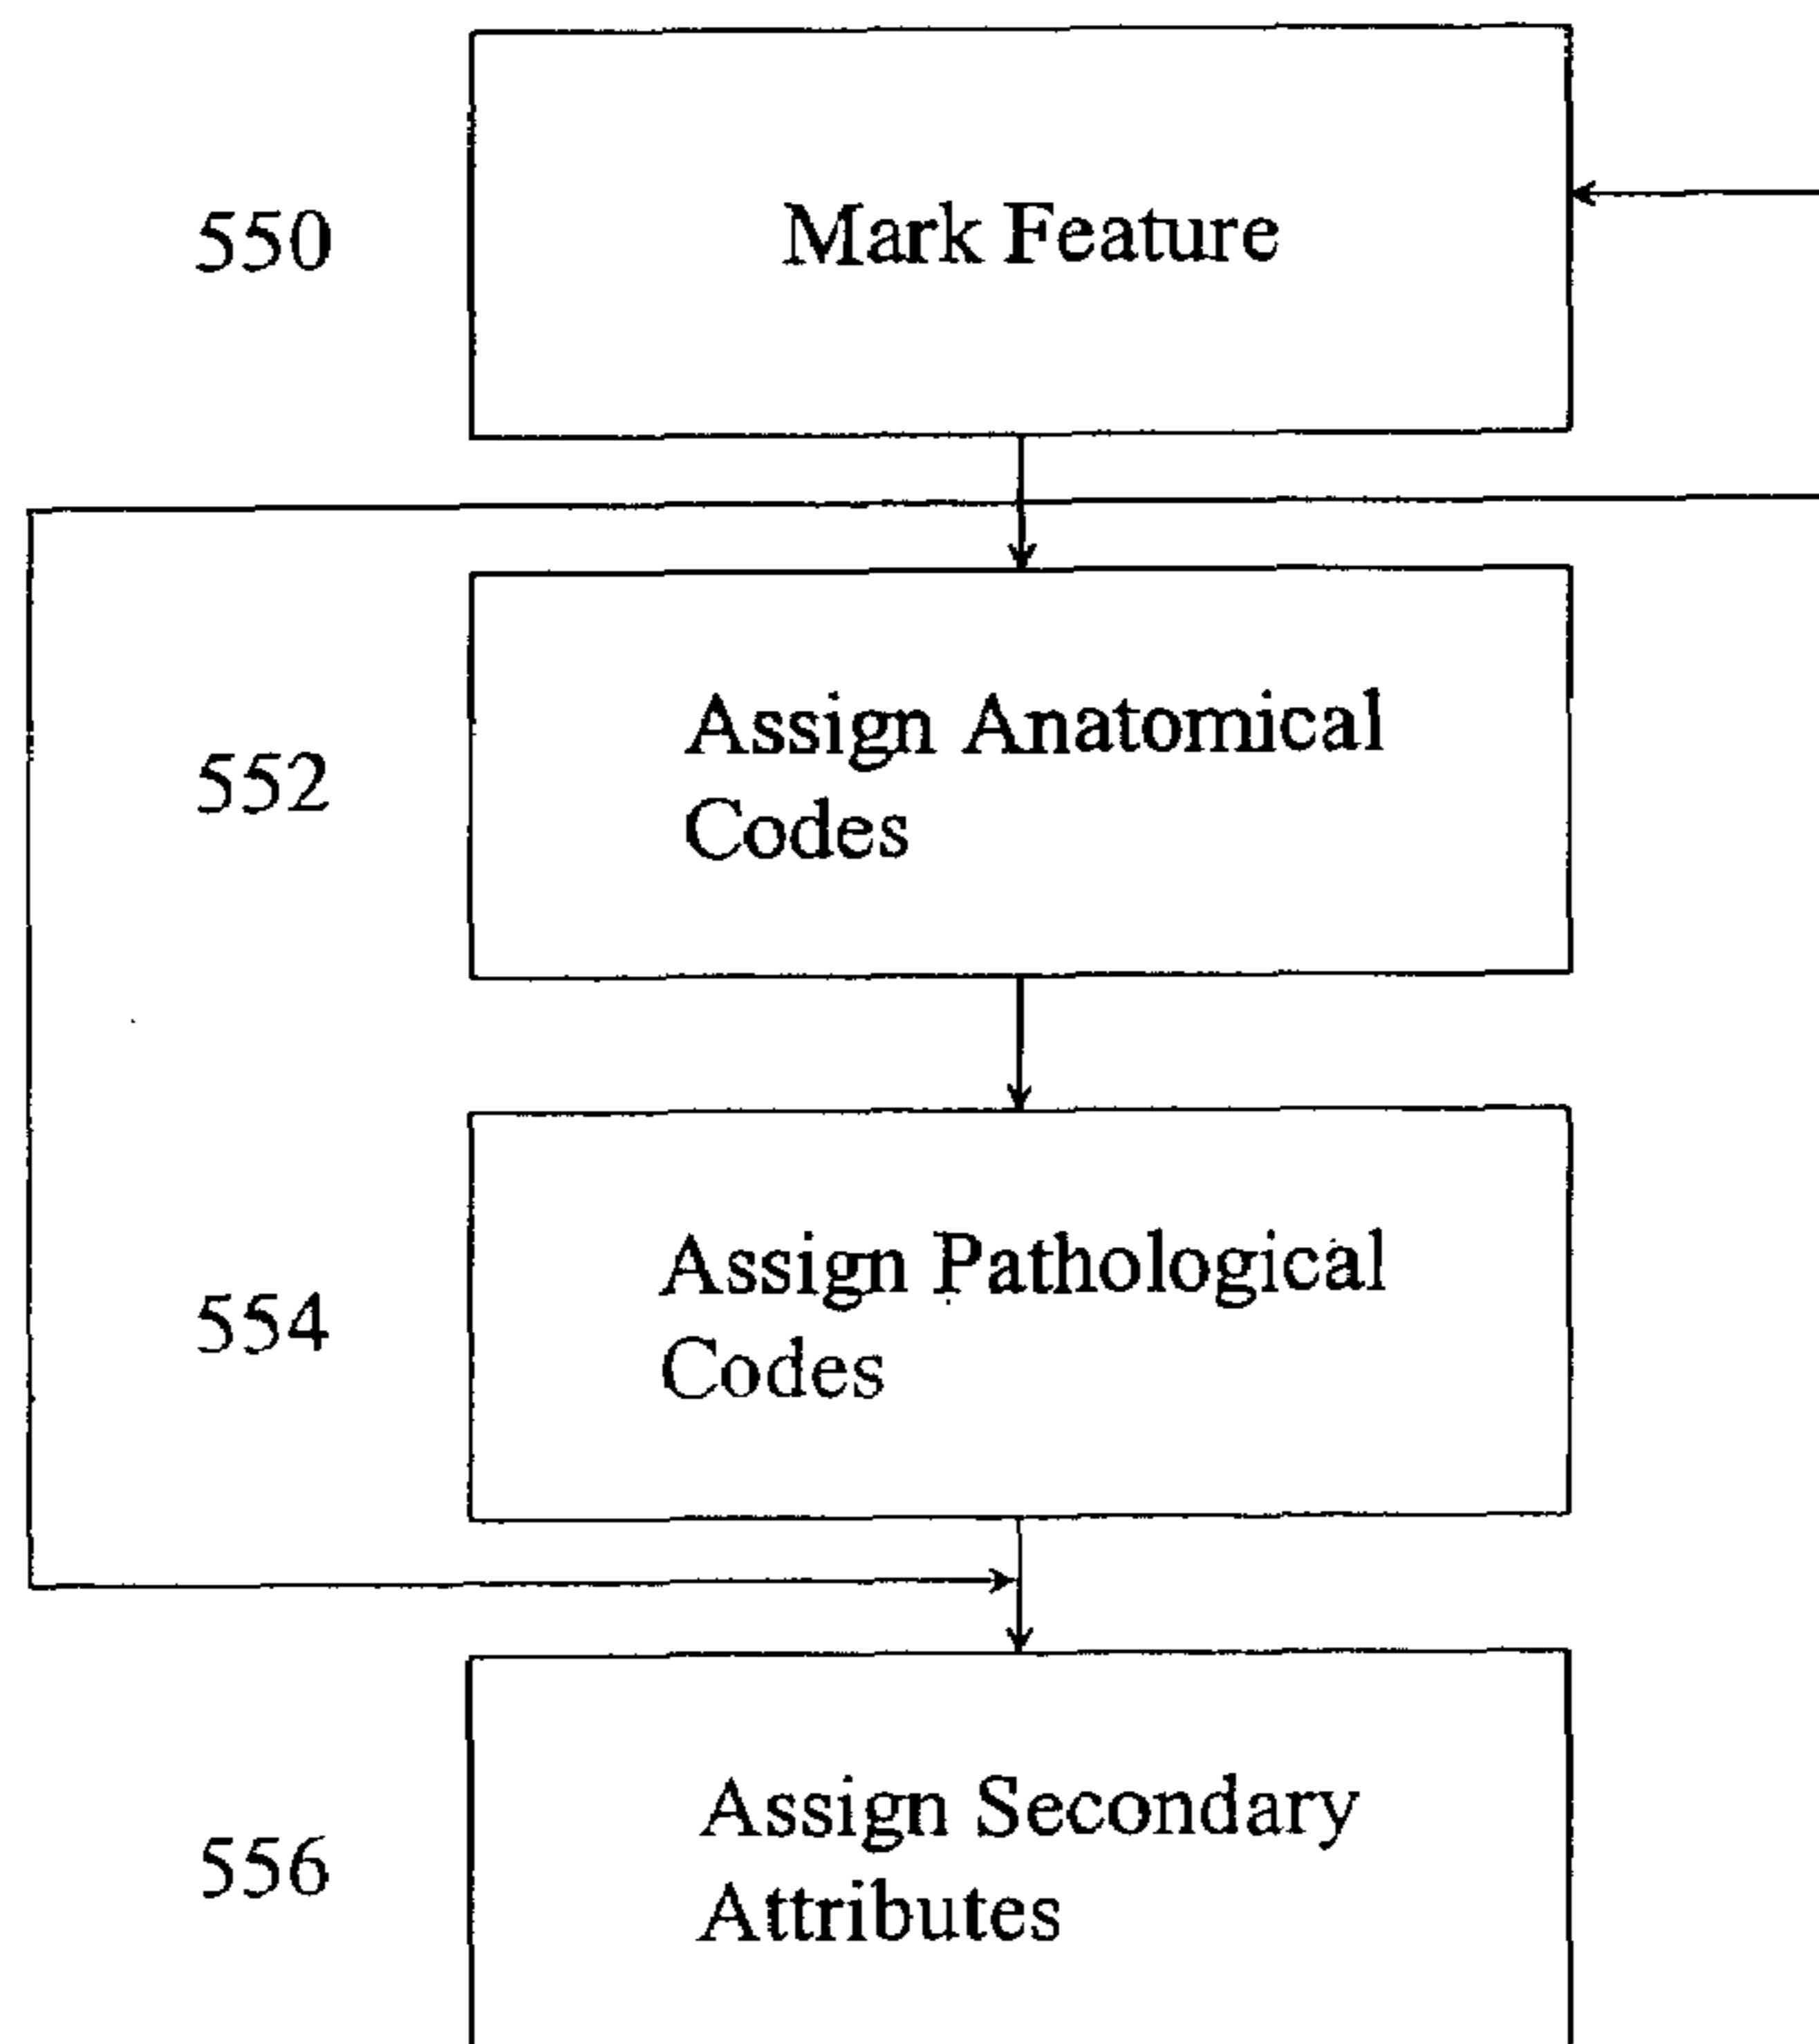 550
Mark Feature
552
Assign Anatomical
Codes
554
Assign Pathological
Codes
556
Assign Secondary
Attributes